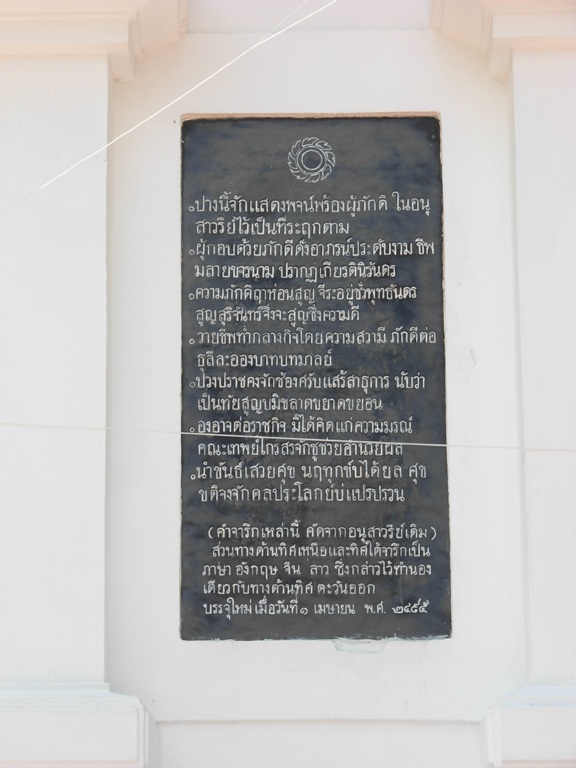 ๐ปางนี้จักแสดงพจน์พร้องผู้ภักดี ในอนุ
สาวรีย์ไว้เป็นที่ระฤกตาม
๐ผู้กอบด้วยภักดีดั่งอาภรณ์ประดับงาม ชีพ
มลายขจรนาม ปรากฏเกียรตินิรันดร
๐ความภักดีฤาห่อนสูญ จีระอยู่ชั่วพุทธันดร
สูญสุริจันทรจึ่งจะสูญซึ่งความดี
๐วายชีพท่ำกลางกิจโดยความสวามี ภักดีต่อ
ธุลีละอองบาทบทมาลย์
๐ปวงปราชคงจักซ้องศรับแสร้สาธุการ นับว่า
เป็นทัยสูญบมิขลาดขยาดขยอน
๐องอาจต่อราชกิจ มิได้คิดแก่ความมรณ์
คณะเทพย์ไกรสรจักชูช่วยอำนวยผล
๐นำขันธ์เสวยศุข นฤทุกข์บได้ยล ศุข
ขติจงจักดลประโลกย์บ่แปรปรวน
(คำจาริกเหล่านี้ คัดจากอนุสาวรีย์เดิม)
ส่วนทางด้านทิศเหนือและทิศใต้จาริกเป็น
ภาษา อังกฤษ จีน ลาว ซึ่งกล่าวไว้ทำนอง
เดียวกับทางด้านทิศ ตะวันออก
บรรจุใหม่ เมื่อวันที่ ๑ เมษายน พ.ศ. ๒๔๙๕